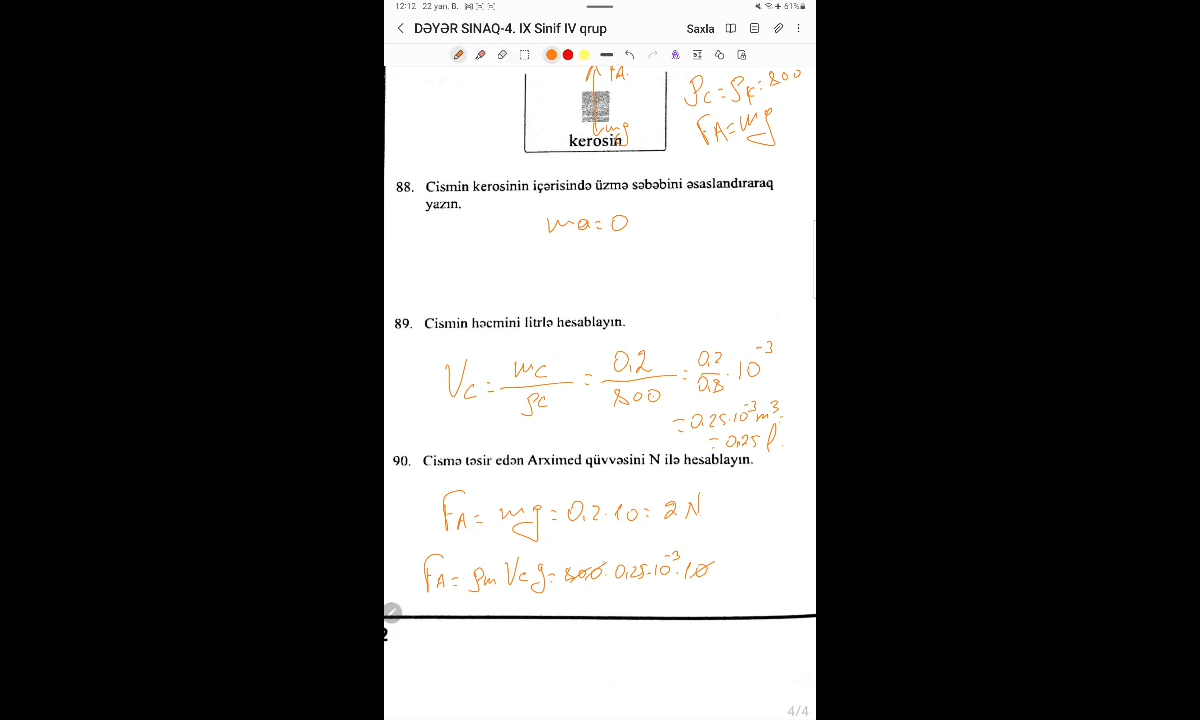 12:12 22 yan, B. 61%
DƏYƏR SINAQ-4. IX Sinif IV qrup Saxla
FA.
ρc = ρk = 800
FA = mg
mg
kerosin
88. Cismin kerosinin içərisində üzmə səbəbini əsaslandıraraq
yazın.
ma = 0
89. Cismin həcmini litrlə hesablayın.
Vc = mc/ρc = 0.2/800 = 0,2/0,8 · 10⁻³
= 0,25·10⁻³ m³
= 0,25 l.
90. Cismə təsir edən Arximed qüvvəsini N ilə hesablayın.
FA = mg = 0.2 · 10 = 2 N
FA = ρm Vc g = 800 · 0,25·10⁻³ · 10
2
4/4